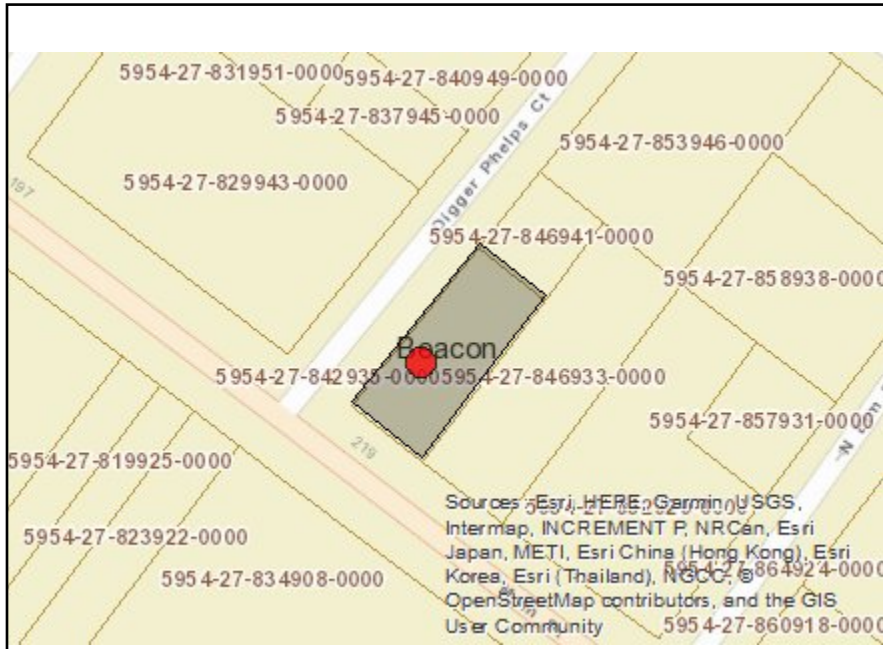 5954-27-831951-0000
5954-27-840949-0000
5954-27-837945-0000
5954-27-853946-0000
5954-27-829943-0000
197
Digger Phelps Ct
5954-27-846941-0000
5954-27-858938-0000
Beacon
5954-27-842935-0000
5954-27-846933-0000
5954-27-857931-0000
219
5954-27-819925-0000
5954-27-823922-0000
5954-27-834908-0000
Sources: Esri, HERE, Garmin, USGS,
Intermap, INCREMENT P, NRCan, Esri
Japan, METI, Esri China (Hong Kong), Esri
Korea, Esri (Thailand), NGCC, ©
OpenStreetMap contributors, and the GIS
User Community
5954-27-864924-0000
5954-27-860918-0000